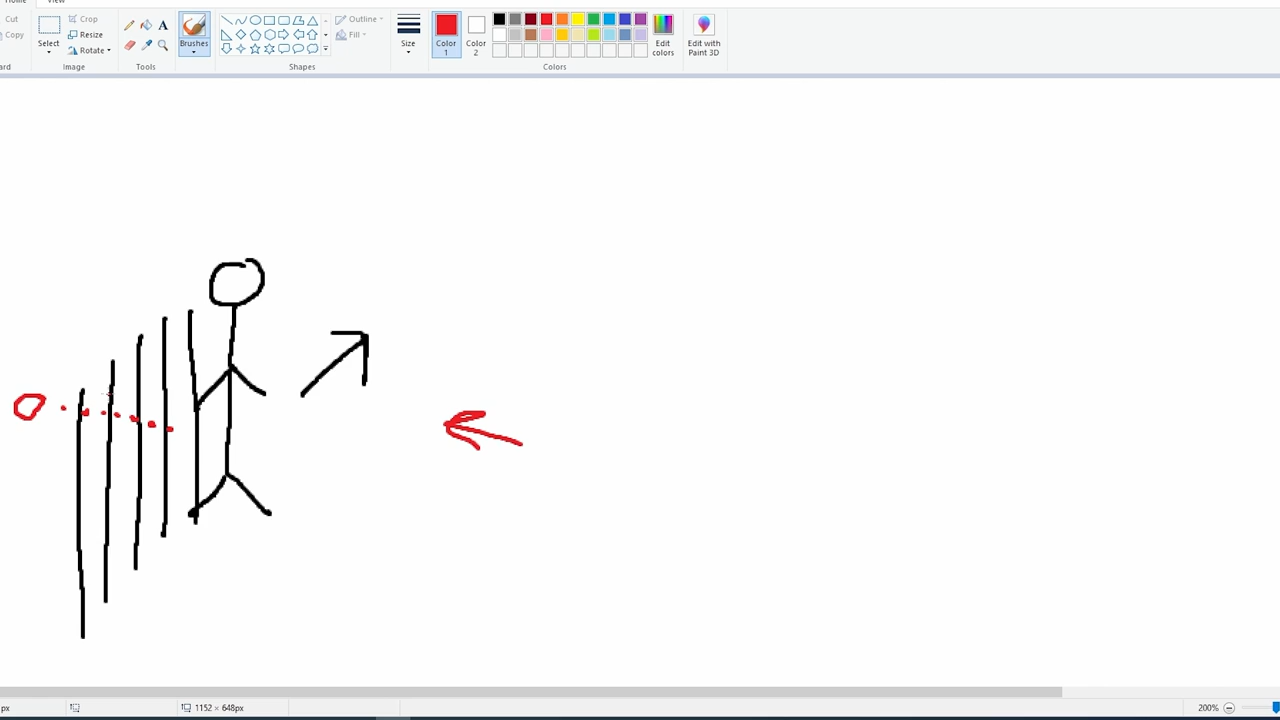 Home View
Cut
Copy
Crop
Resize
Rotate
Select
Image
Tools
Brushes
Shapes
Outline
Fill
Size
Color 1
Color 2
Colors
Edit colors
Edit with Paint 3D
px
1152 × 648px
200%